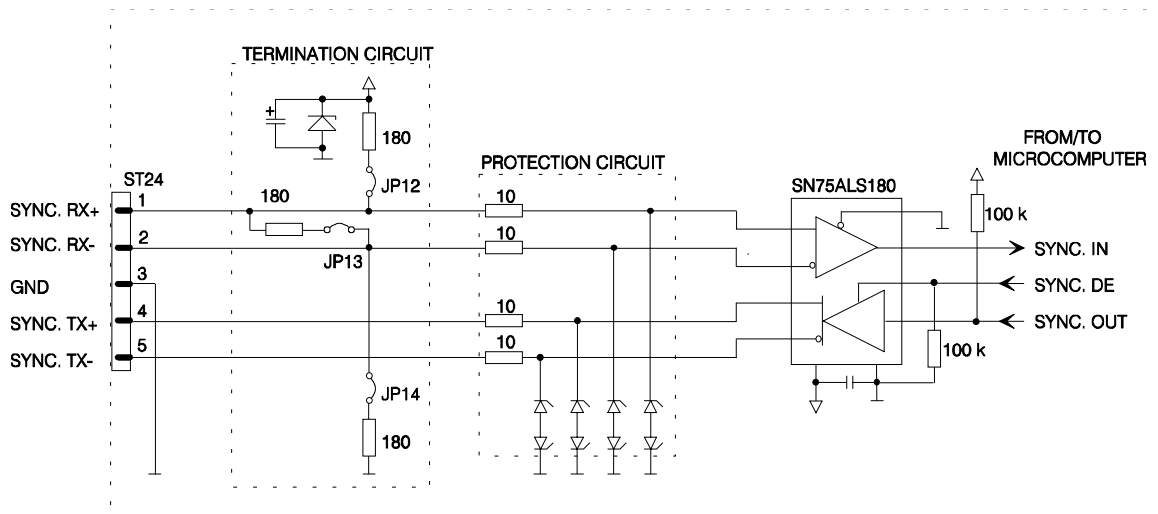 TERMINATION CIRCUIT
+
180
PROTECTION CIRCUIT
FROM/TO
MICROCOMPUTER
ST24
JP12
SN75ALS180
180
SYNC. RX+
1
10
100 k
SYNC. RX-
2
JP13
10
SYNC. IN
GND
3
SYNC. DE
SYNC. TX+
4
10
SYNC. OUT
SYNC. TX-
5
10
100 k
JP14
180